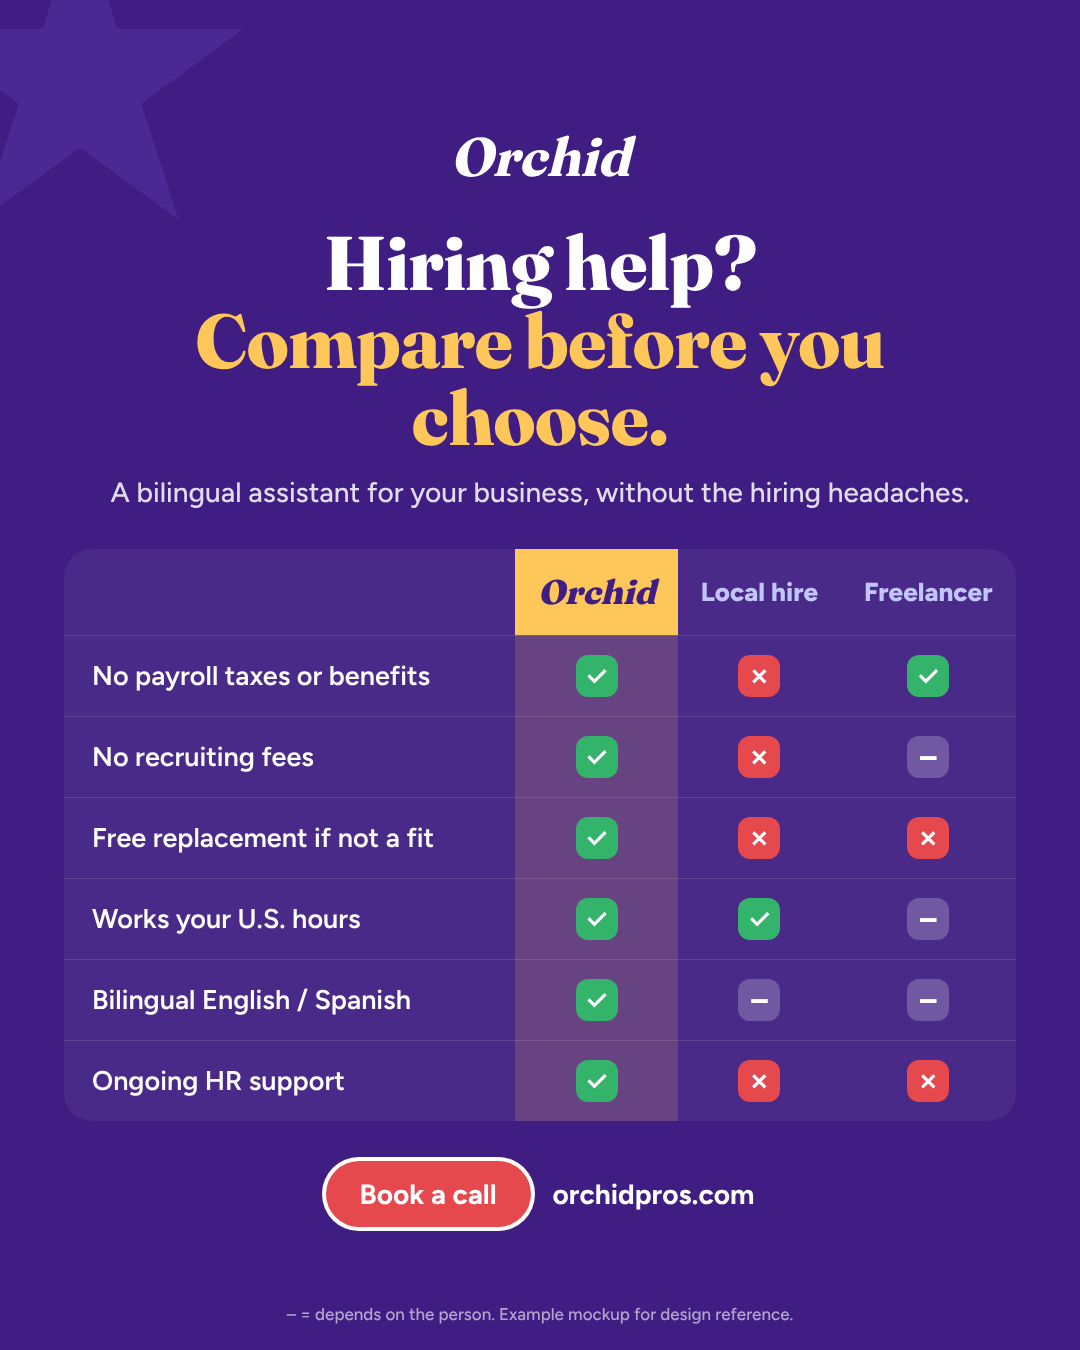 Orchid
Hiring help?
Compare before you
choose.
A bilingual assistant for your business, without the hiring headaches.
Orchid Local hire Freelancer
No payroll taxes or benefits
No recruiting fees
Free replacement if not a fit
Works your U.S. hours
Bilingual English / Spanish
Ongoing HR support
Book a call orchidpros.com
– = depends on the person. Example mockup for design reference.